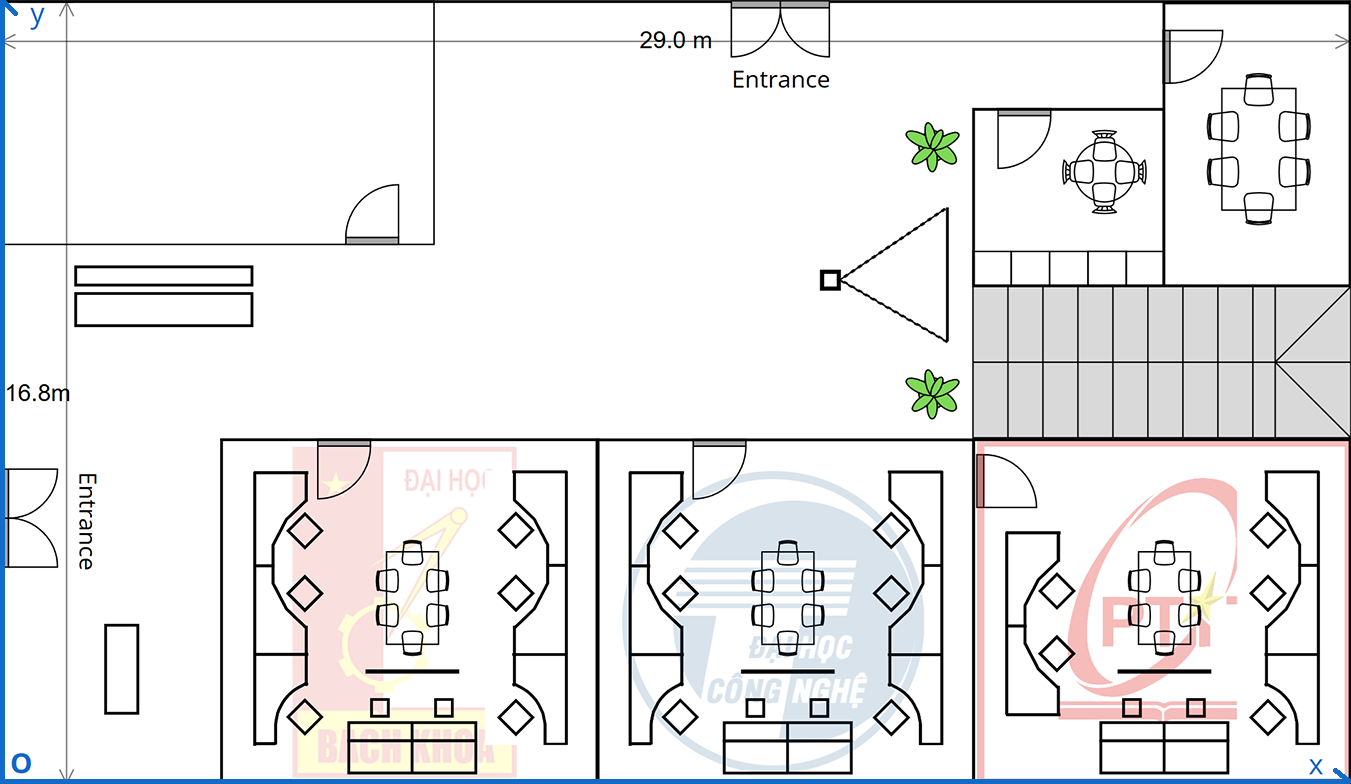 y
29.0 m
Entrance
16.8m
Entrance
ĐẠI HỌC
PTIT
ĐẠI HỌC
CÔNG NGHỆ
BÁCH KHOA
O
x